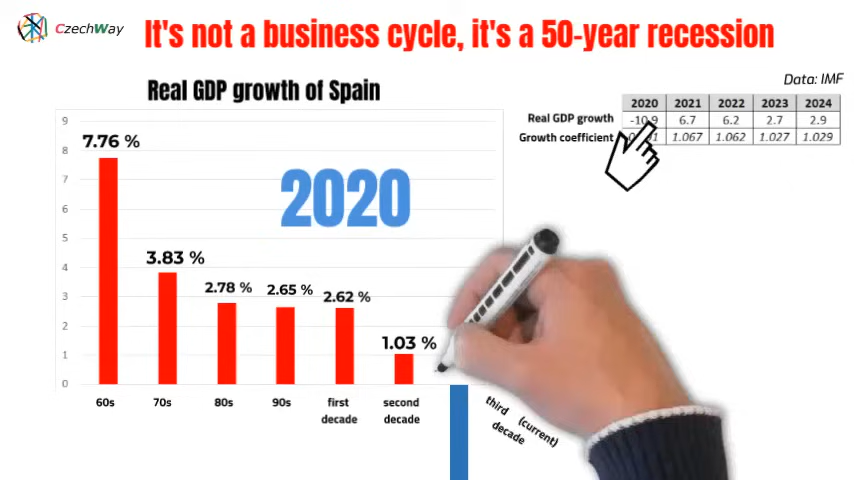 CzechWay
It's not a business cycle, it's a 50-year recession
Data: IMF
Real GDP growth of Spain
2020 2021 2022 2023 2024
Real GDP growth -10.9 6.7 6.2 2.7 2.9
Growth coefficient 1.067 1.062 1.027 1.029
9
8
7
6
5
4
3
2
1
0
7.76 %
3.83 %
2.78 %
2.65 %
2.62 %
1.03 %
2020
60s
70s
80s
90s
first
decade
second
decade
third (current)
decade